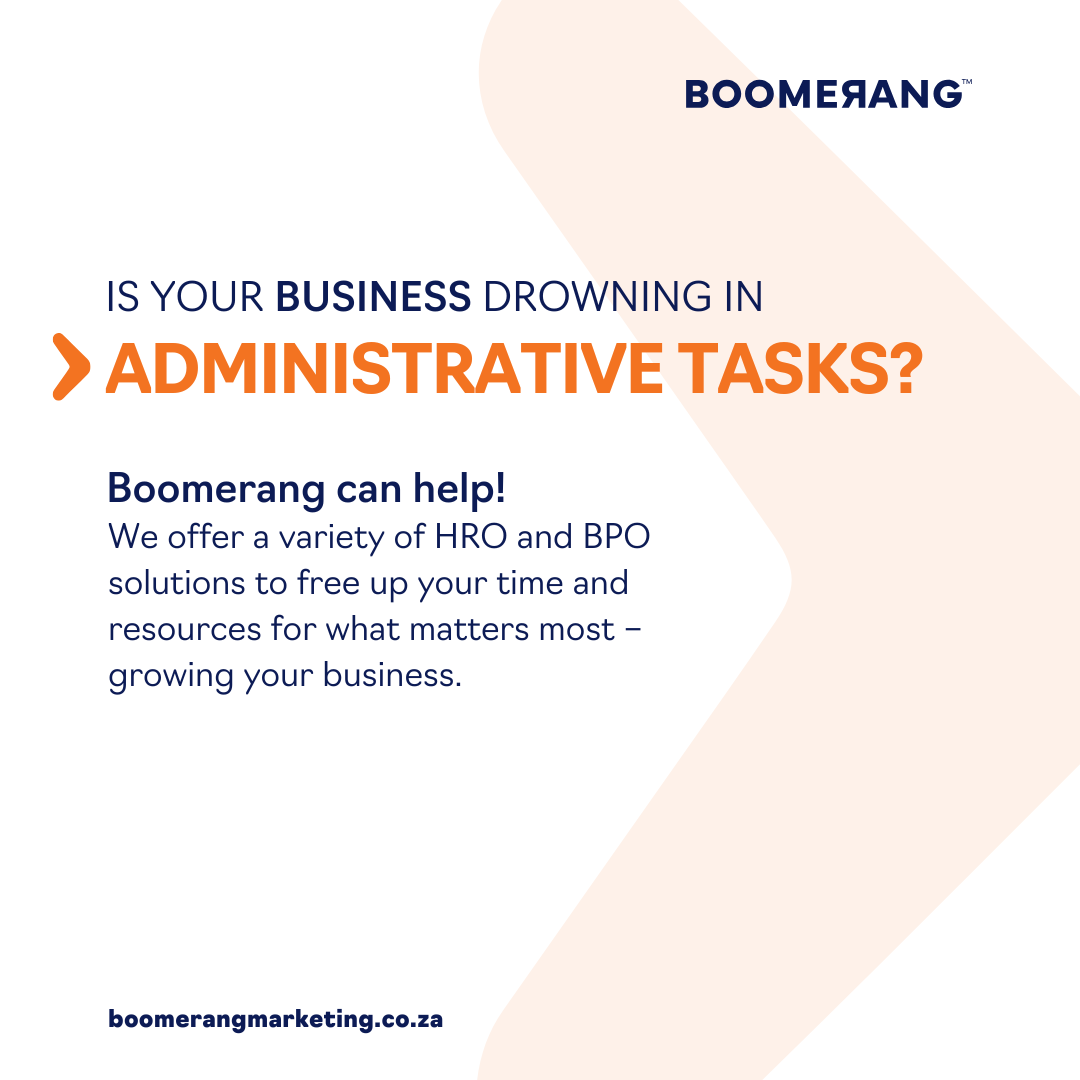 BOOMEЯANG™
IS YOUR BUSINESS DROWNING IN
ADMINISTRATIVE TASKS?
Boomerang can help!
We offer a variety of HRO and BPO
solutions to free up your time and
resources for what matters most –
growing your business.
boomerangmarketing.co.za